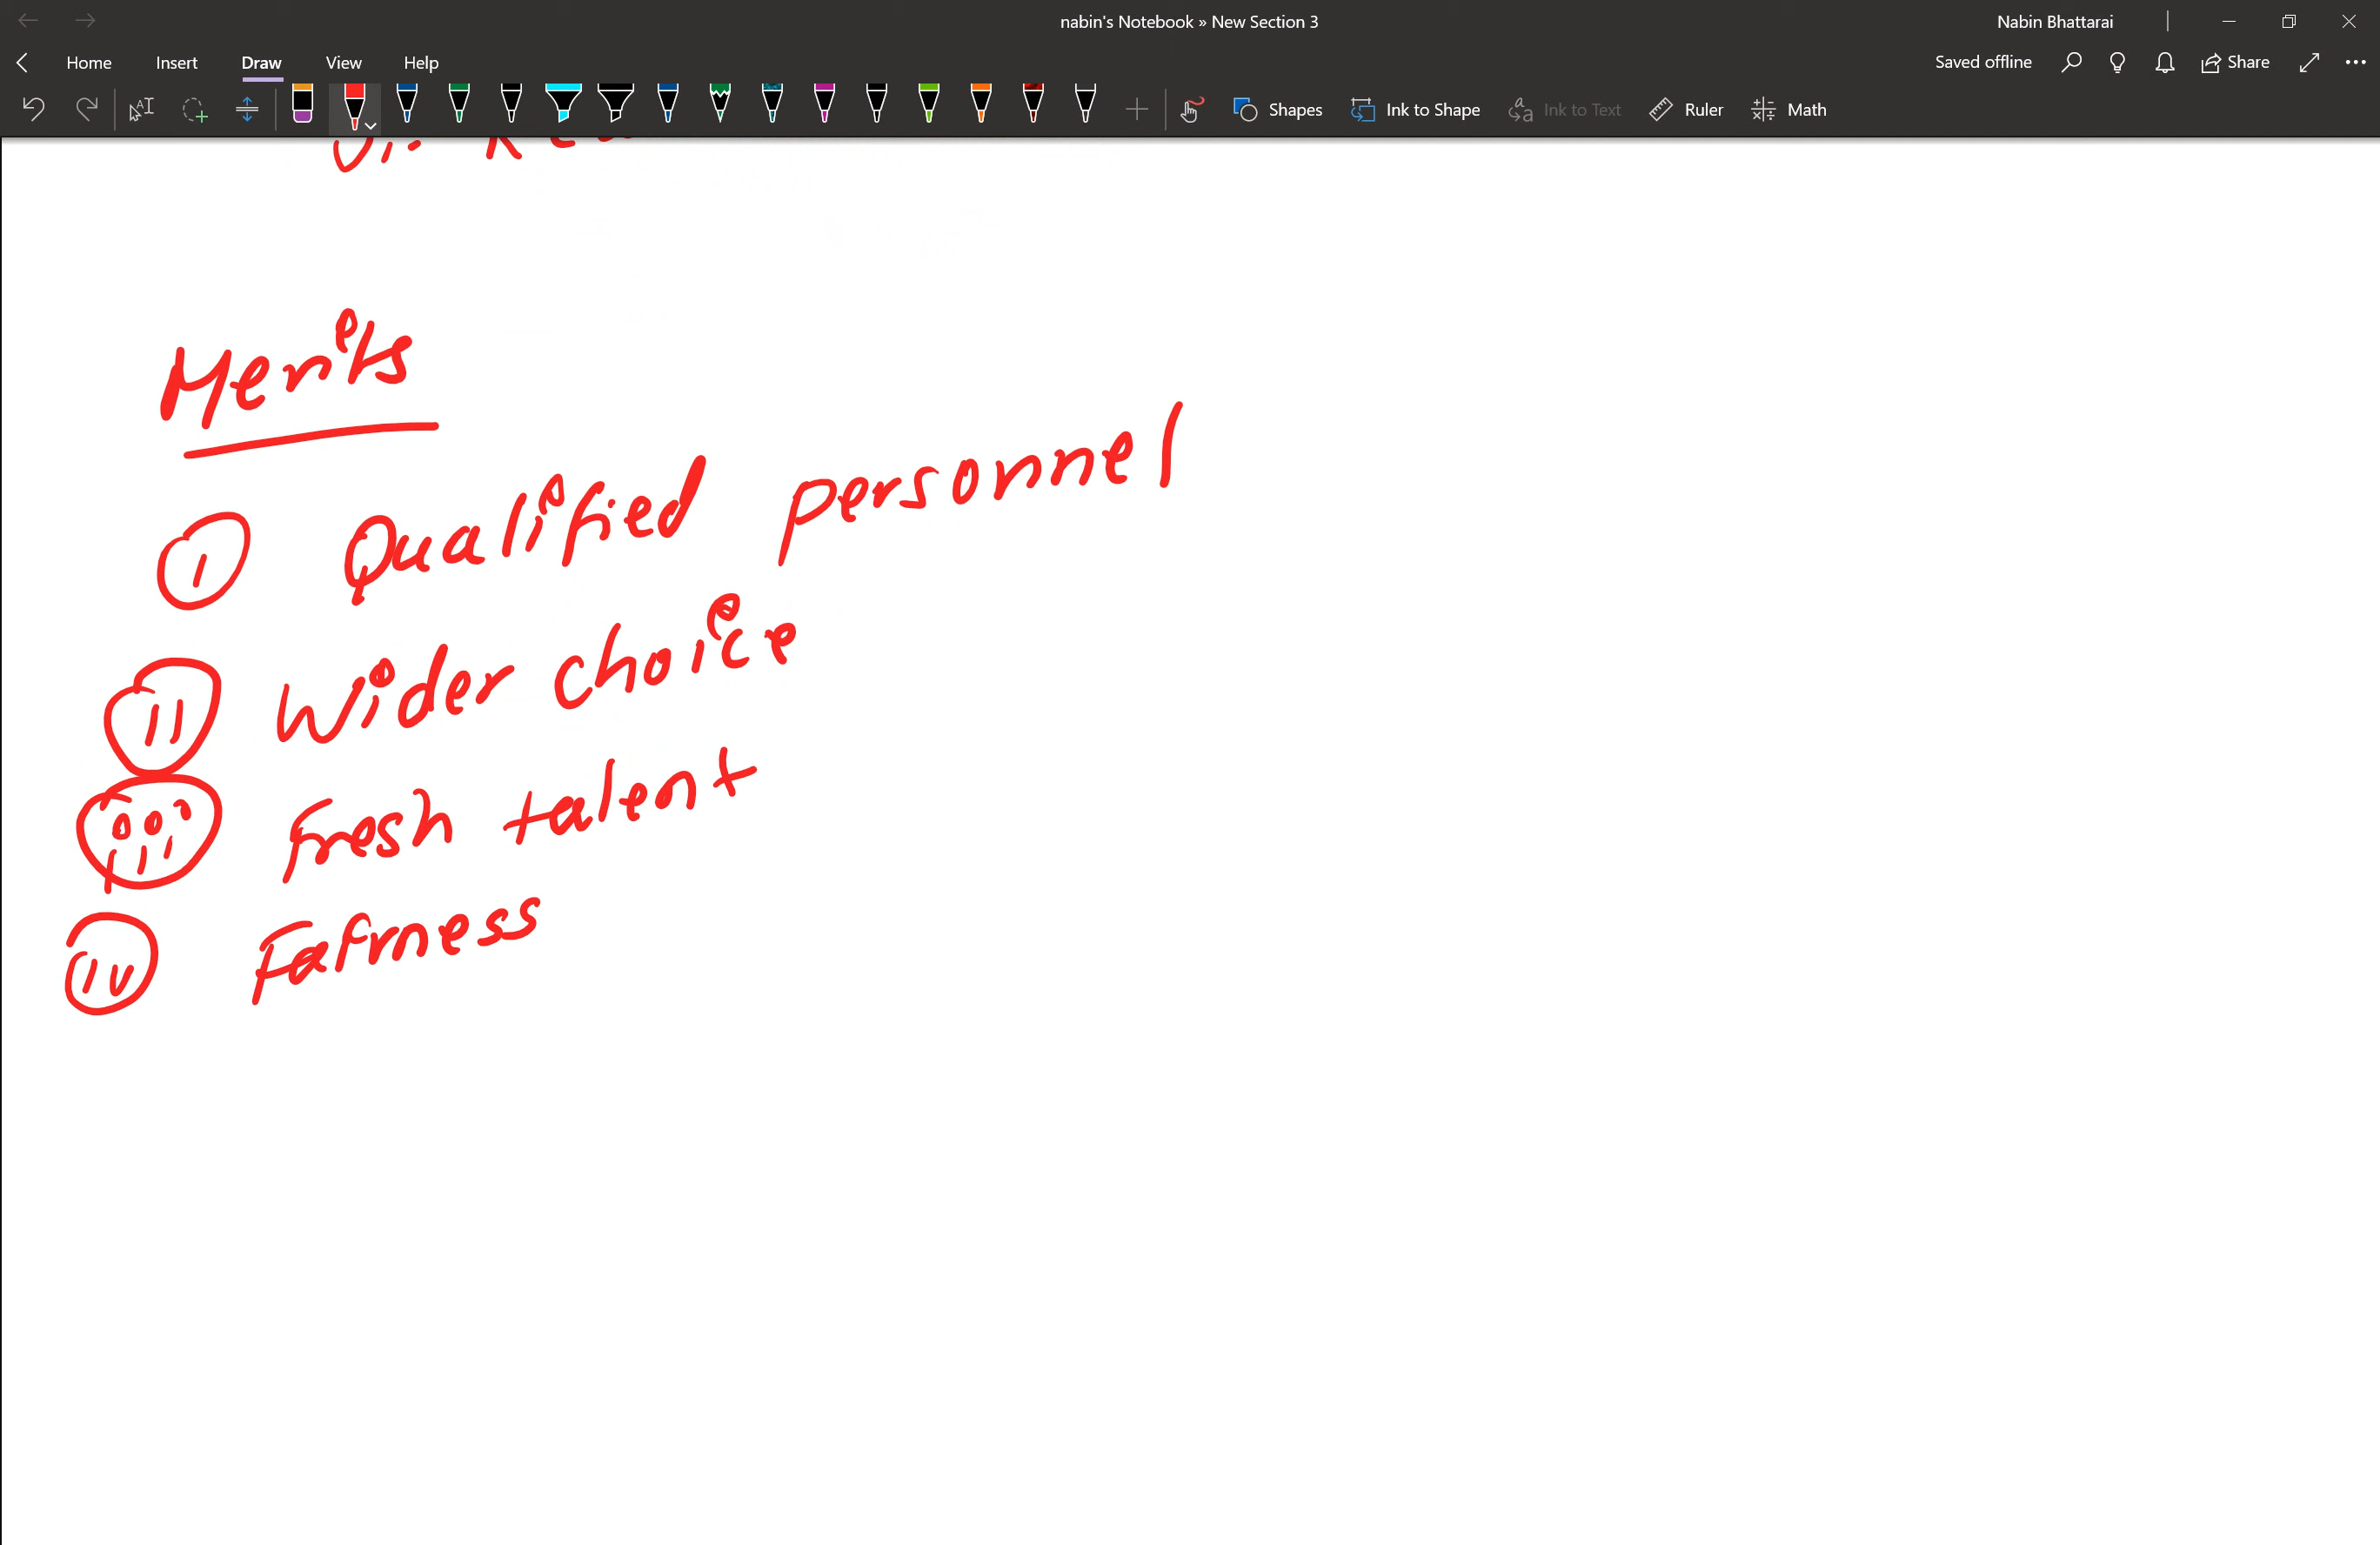 nabin's Notebook » New Section 3
Nabin Bhattarai
Home Insert Draw View Help
Saved offline
Share
Shapes
Ink to Shape
Ink to Text
Ruler
Math
Merits
i Qualified personnel
ii Wider choice
iii Fresh talent
iv Fairness